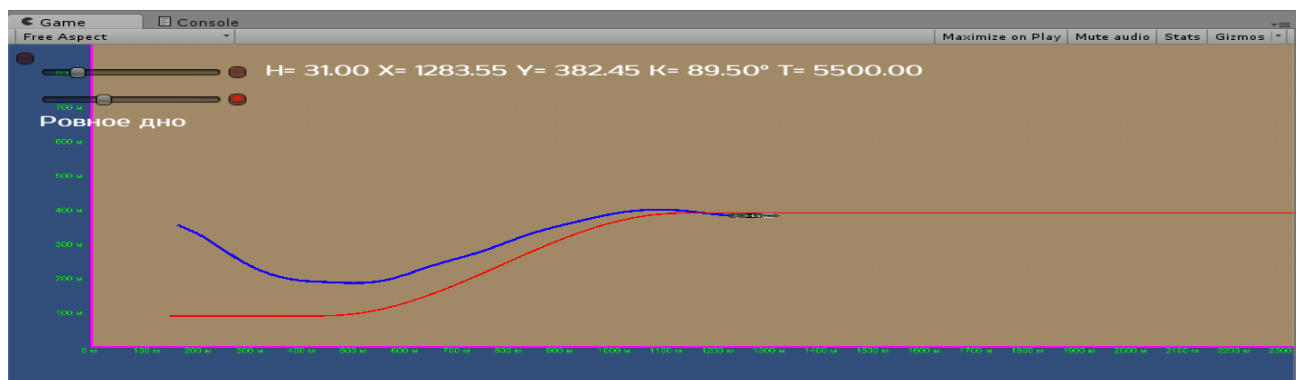 Game Console
Free Aspect Maximize on Play Mute audio Stats Gizmos
H= 31.00 X= 1283.55 Y= 382.45 К= 89.50° T= 5500.00
700 м
Ровное дно
600 м
500 м
400 м
300 м
200 м
100 м
0 м 100 м 200 м 300 м 400 м 500 м 600 м 700 м 800 м 900 м 1000 м 1100 м 1200 м 1300 м 1400 м 1500 м 1600 м 1700 м 1800 м 1900 м 2000 м 2100 м 2200 м 2300